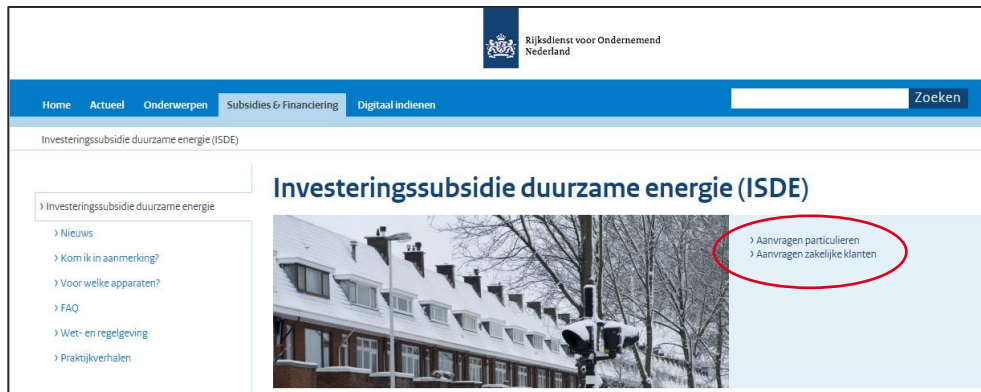 Rijksdienst voor Ondernemend
Nederland
Home Actueel Onderwerpen Subsidies & Financiering Digitaal indienen Zoeken
Investeringssubsidie duurzame energie (ISDE)
Investeringssubsidie duurzame energie (ISDE)
› Investeringssubsidie duurzame energie
› Nieuws
› Kom ik in aanmerking?
› Voor welke apparaten?
› FAQ
› Wet- en regelgeving
› Praktijkverhalen
› Aanvragen particulieren
› Aanvragen zakelijke klanten